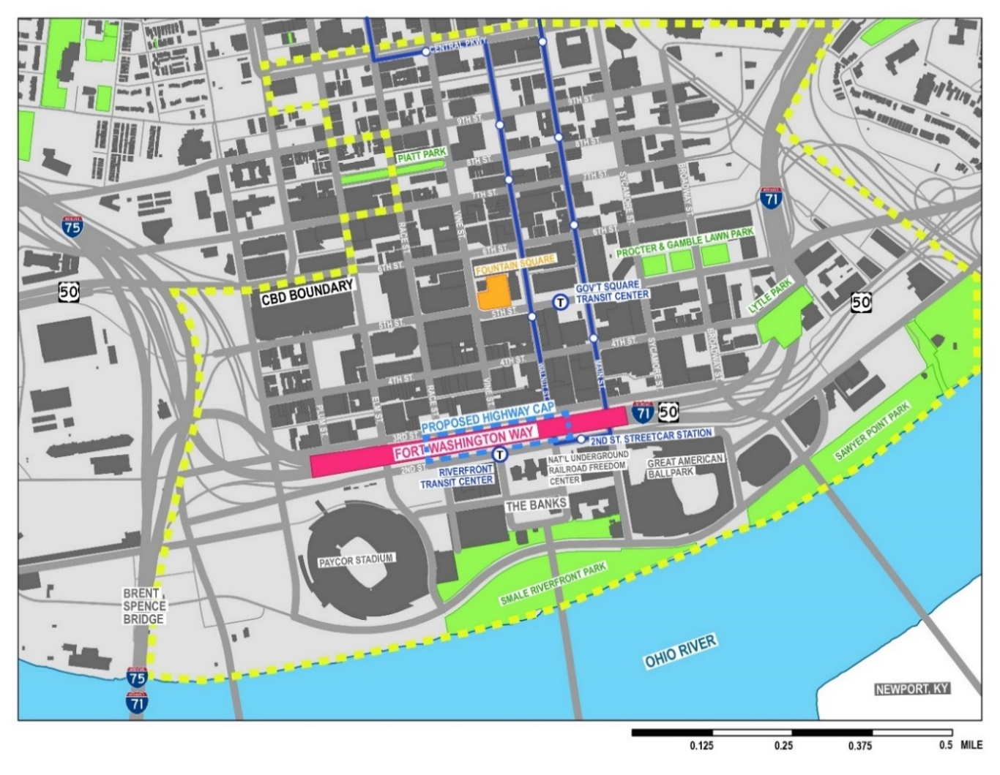 CENTRAL PKWY
9TH ST.
9TH ST.
8TH ST.
PIATT PARK
8TH ST.
7TH ST.
7TH ST.
SYCAMORE ST.
BROADWAY ST.
71
75
RACE ST.
VINE ST.
6TH ST.
PROCTER & GAMBLE LAWN PARK
6TH ST.
FOUNTAIN SQUARE
6TH ST.
50
CBD BOUNDARY
T
GOV'T SQUARE
TRANSIT CENTER
LYTLE PARK
50
5TH ST.
5TH ST.
4TH ST.
4TH ST.
4TH ST.
WALNUT ST.
MAIN ST.
SYCAMORE ST.
BROADWAY ST.
PLUM ST.
ELM ST.
RACE ST.
VINE ST.
PROPOSED HIGHWAY CAP
71
50
3RD ST.
FORT WASHINGTON WAY
2ND ST. STREETCAR STATION
2ND ST.
T
RIVERFRONT
TRANSIT CENTER
NAT'L UNDERGROUND
RAILROAD FREEDOM
CENTER
GREAT AMERICAN
BALLPARK
SAWYER POINT PARK
THE BANKS
PAYCOR STADIUM
SMALE RIVERFRONT PARK
BRENT
SPENCE
BRIDGE
OHIO RIVER
75
71
NEWPORT, KY
0.125
0.25
0.375
0.5 MILE